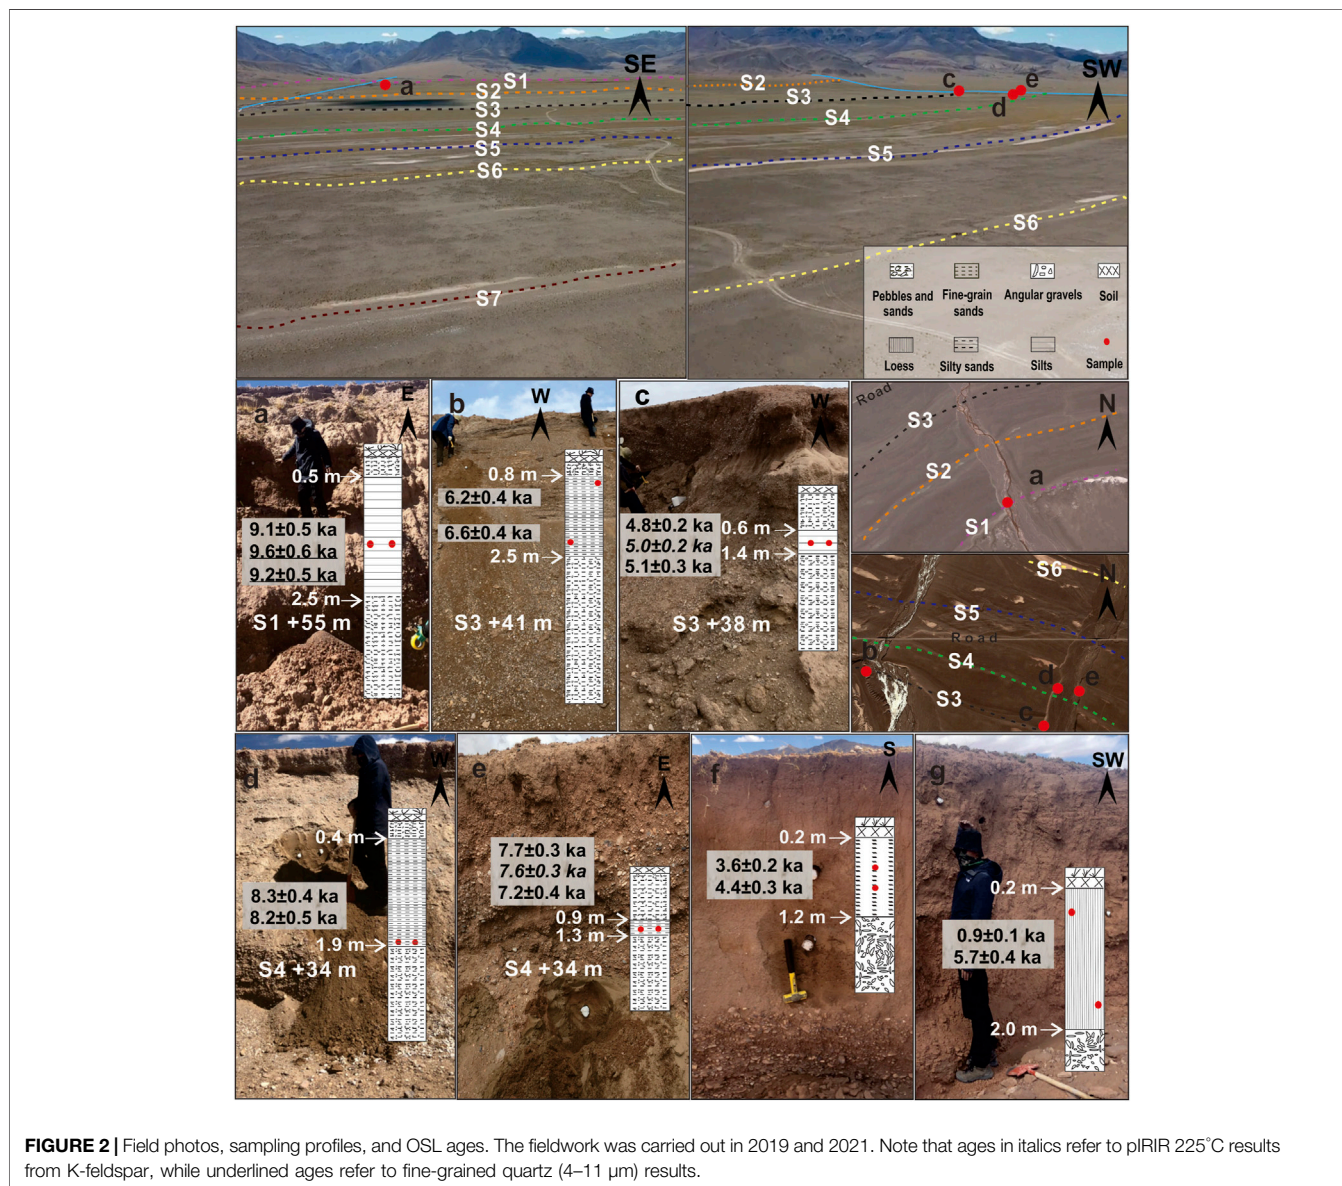 SE
a
S1
S2
S3
S4
S5
S6
S7
SW
S2
S3
c
e
d
S4
S5
S6
Pebbles and sands
Fine-grain sands
Angular gravels
Soil
Loess
Silty sands
Silts
Sample
a
E
0.5 m
9.1±0.5 ka
9.6±0.6 ka
9.2±0.5 ka
2.5 m
S1 +55 m
b
W
0.8 m
6.2±0.4 ka
6.6±0.4 ka
2.5 m
S3 +41 m
c
W
4.8±0.2 ka
5.0±0.2 ka
5.1±0.3 ka
0.6 m
1.4 m
S3 +38 m
Road
S3
N
S2
a
S1
S6
N
S5
Road
S4
b
d
e
S3
c
d
W
0.4 m
8.3±0.4 ka
8.2±0.5 ka
1.9 m
S4 +34 m
e
E
7.7±0.3 ka
7.6±0.3 ka
7.2±0.4 ka
0.9 m
1.3 m
S4 +34 m
f
S
0.2 m
3.6±0.2 ka
4.4±0.3 ka
1.2 m
g
SW
0.2 m
0.9±0.1 ka
5.7±0.4 ka
2.0 m
FIGURE 2 | Field photos, sampling profiles, and OSL ages. The fieldwork was carried out in 2019 and 2021. Note that ages in italics refer to pIRIR 225°C results
from K-feldspar, while underlined ages refer to fine-grained quartz (4–11 μm) results.